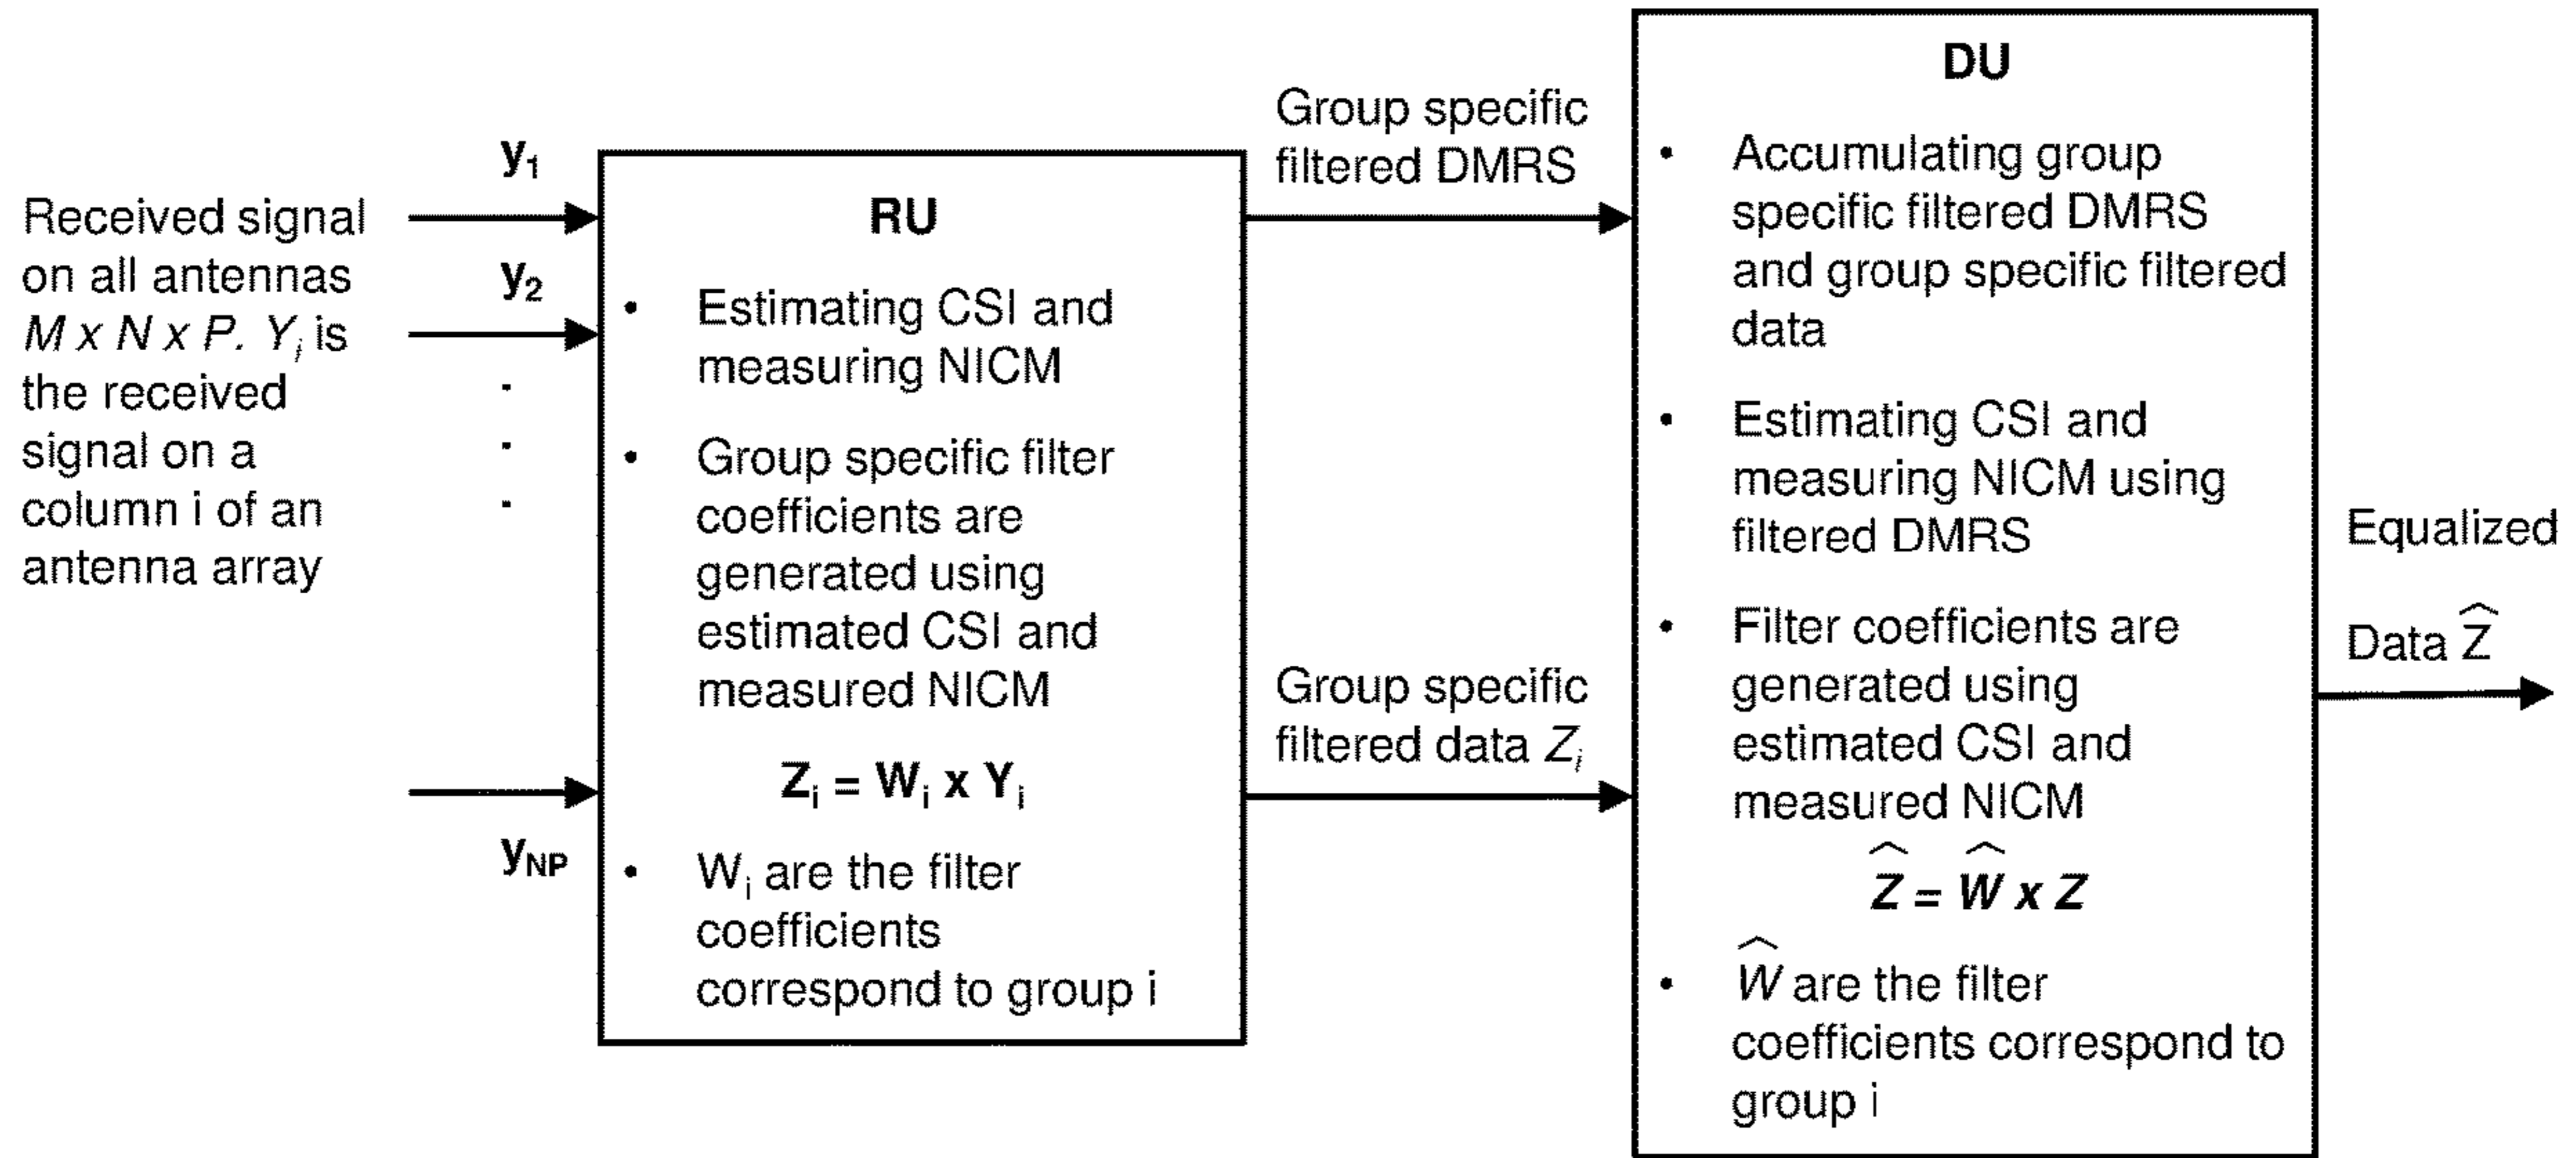 Received signal
on all antennas
M x N x P. Yi is
the received
signal on a
column i of an
antenna array
y1
y2
.
.
.
yNP
RU
• Estimating CSI and
measuring NICM
• Group specific filter
coefficients are
generated using
estimated CSI and
measured NICM
Zi = Wi x Yi
• Wi are the filter
coefficients
correspond to group i
Group specific
filtered DMRS
Group specific
filtered data Zi
DU
• Accumulating group
specific filtered DMRS
and group specific filtered
data
• Estimating CSI and
measuring NICM using
filtered DMRS
• Filter coefficients are
generated using
estimated CSI and
measured NICM
Ẑ = Ŵ x Z
• Ŵ are the filter
coefficients correspond to
group i
Equalized
Data Ẑ